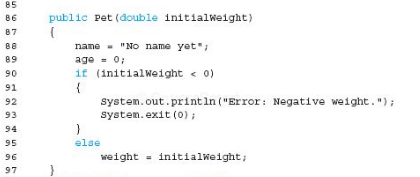 85
86 public Pet(double initialWeight)
87 {
88 name = "No name yet";
89 age = 0;
90 if (initialWeight < 0)
91 {
92 System.out.println("Error: Negative weight.");
93 System.exit(0);
94 }
95 else
96 weight = initialWeight;
97 }